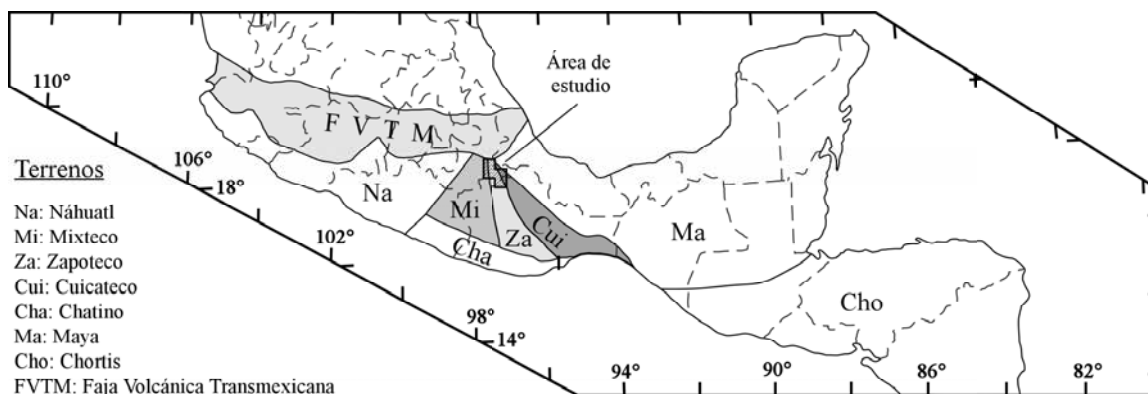 Área de
estudio
110°
F V T M
106°
18°
Terrenos
Na
Mi
Za
Cui
Ma
Cha
102°
Cho
98°
14°
94°
90°
86°
82°
Na: Náhuatl
Mi: Mixteco
Za: Zapoteco
Cui: Cuicateco
Cha: Chatino
Ma: Maya
Cho: Chortis
FVTM: Faja Volcánica Transmexicana